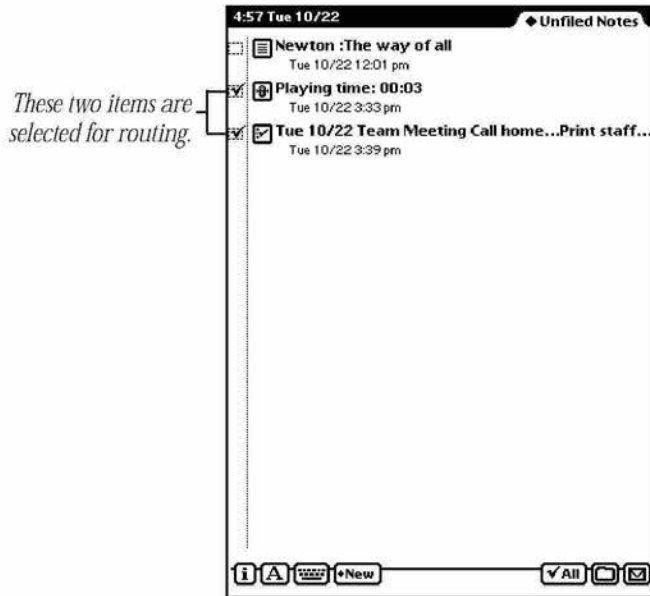 4:57 Tue 10/22
◆Unfiled Notes
Newton :The way of all
Tue 10/22 12:01 pm
Playing time: 00:03
Tue 10/22 3:33 pm
These two items are
selected for routing.
Tue 10/22 Team Meeting Call home...Print staff...
Tue 10/22 3:39 pm
i
A
◆New
✓All